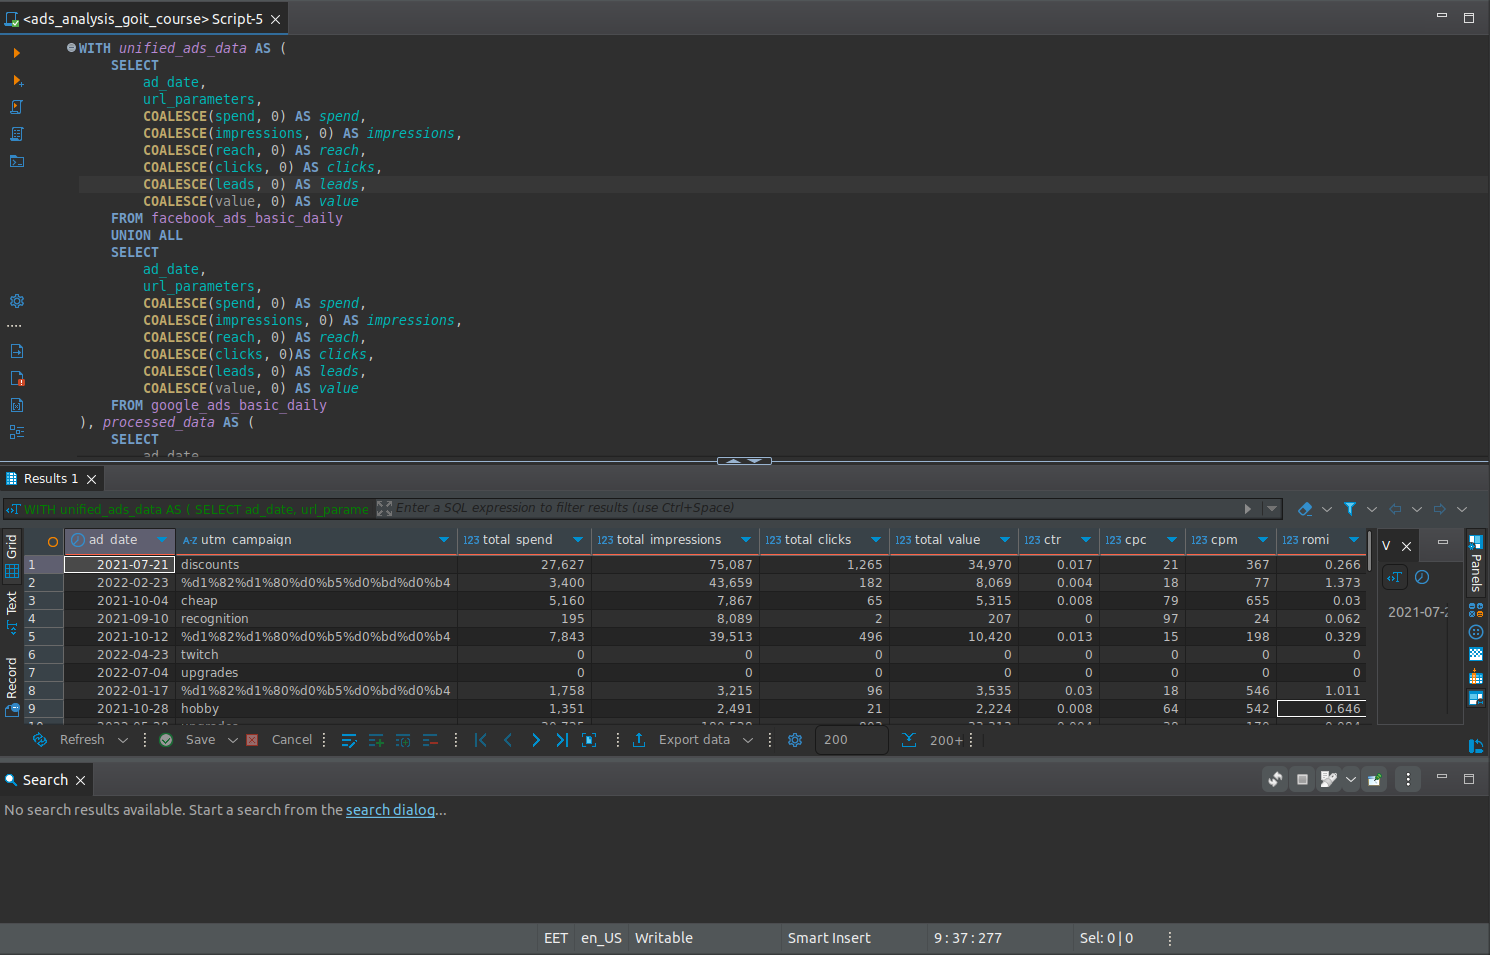 <ads_analysis_goit_course> Script-5
WITH unified_ads_data AS (
SELECT
ad_date,
url_parameters,
COALESCE(spend, 0) AS spend,
COALESCE(impressions, 0) AS impressions,
COALESCE(reach, 0) AS reach,
COALESCE(clicks, 0) AS clicks,
COALESCE(leads, 0) AS leads,
COALESCE(value, 0) AS value
FROM facebook_ads_basic_daily
UNION ALL
SELECT
ad_date,
url_parameters,
COALESCE(spend, 0) AS spend,
COALESCE(impressions, 0) AS impressions,
COALESCE(reach, 0) AS reach,
COALESCE(clicks, 0)AS clicks,
COALESCE(leads, 0) AS leads,
COALESCE(value, 0) AS value
FROM google_ads_basic_daily
), processed_data AS (
SELECT
ad_date
Results 1
WITH unified_ads_data AS ( SELECT ad_date, url_parame
Enter a SQL expression to filter results (use Ctrl+Space)
ad_date utm_campaign total_spend total_impressions total_clicks total_value ctr cpc cpm romi
1 2021-07-21 discounts 27,627 75,087 1,265 34,970 0.017 21 367 0.266
2 2022-02-23 %d1%82%d1%80%d0%b5%d0%bd%d0%b4 3,400 43,659 182 8,069 0.004 18 77 1.373
3 2021-10-04 cheap 5,160 7,867 65 5,315 0.008 79 655 0.03
4 2021-09-10 recognition 195 8,089 2 207 0 97 24 0.062
5 2021-10-12 %d1%82%d1%80%d0%b5%d0%bd%d0%b4 7,843 39,513 496 10,420 0.013 15 198 0.329
6 2022-04-23 twitch 0 0 0 0 0 0 0 0
7 2022-07-04 upgrades 0 0 0 0 0 0 0 0
8 2022-01-17 %d1%82%d1%80%d0%b5%d0%bd%d0%b4 1,758 3,215 96 3,535 0.03 18 546 1.011
9 2021-10-28 hobby 1,351 2,491 21 2,224 0.008 64 542 0.646
Grid
Text
Record
V
2021-07-2
Panels
Refresh Save Cancel Export data 200 200+
Search
No search results available. Start a search from the search dialog...
EET en_US Writable Smart Insert 9 : 37 : 277 Sel: 0 | 0